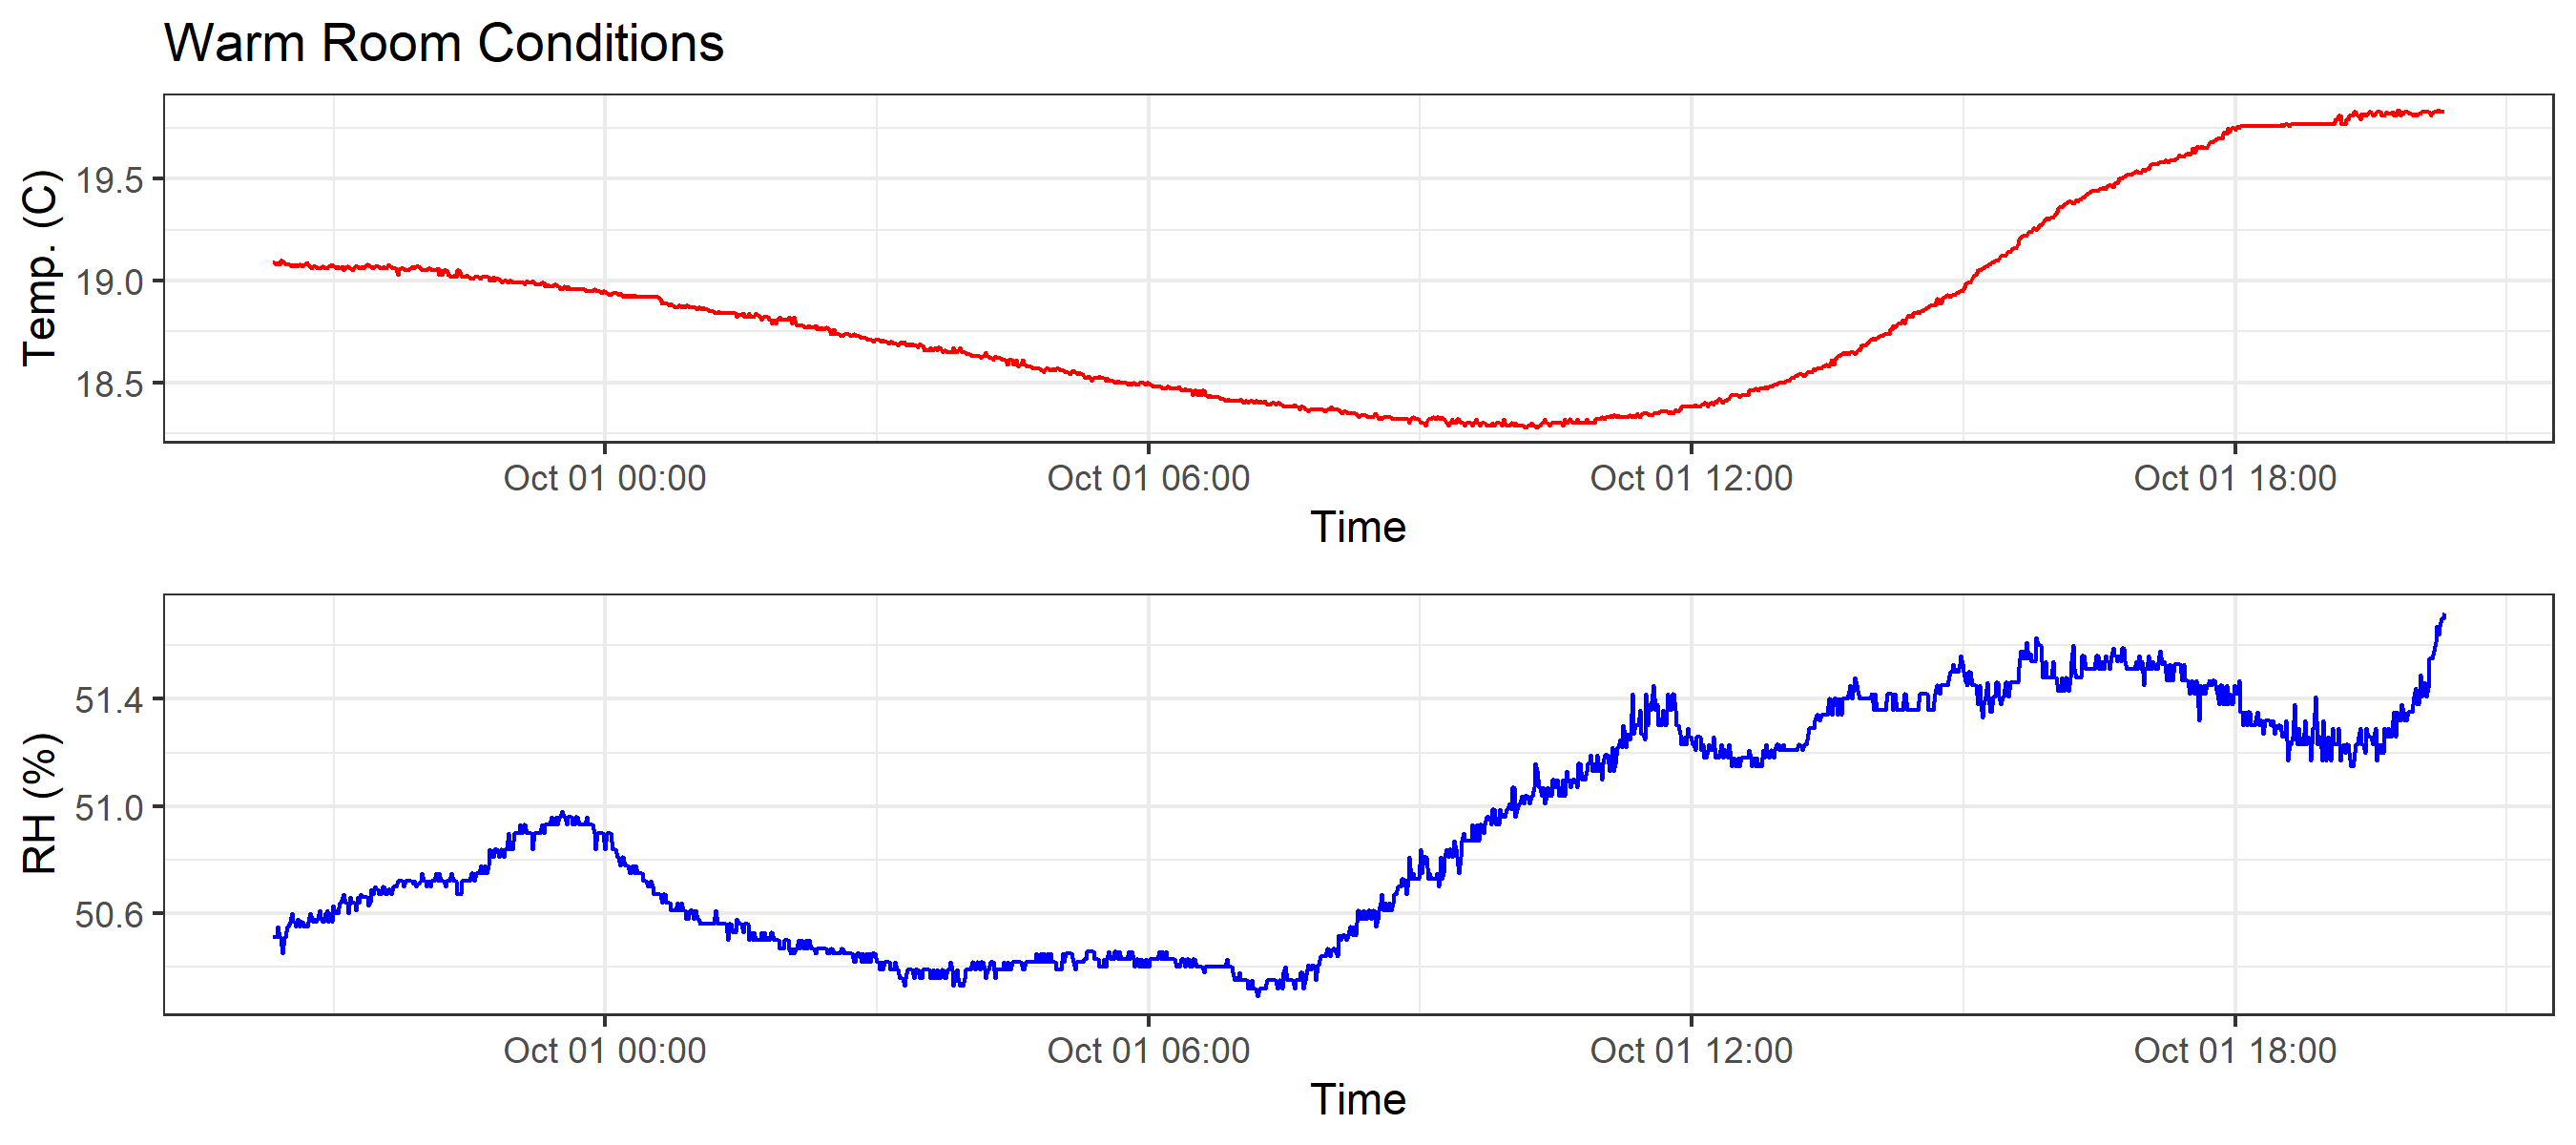 Warm Room Conditions
Temp. (C)
19.5
19.0
18.5
Oct 01 00:00 Oct 01 06:00 Oct 01 12:00 Oct 01 18:00
Time
RH (%)
51.4
51.0
50.6
Oct 01 00:00 Oct 01 06:00 Oct 01 12:00 Oct 01 18:00
Time